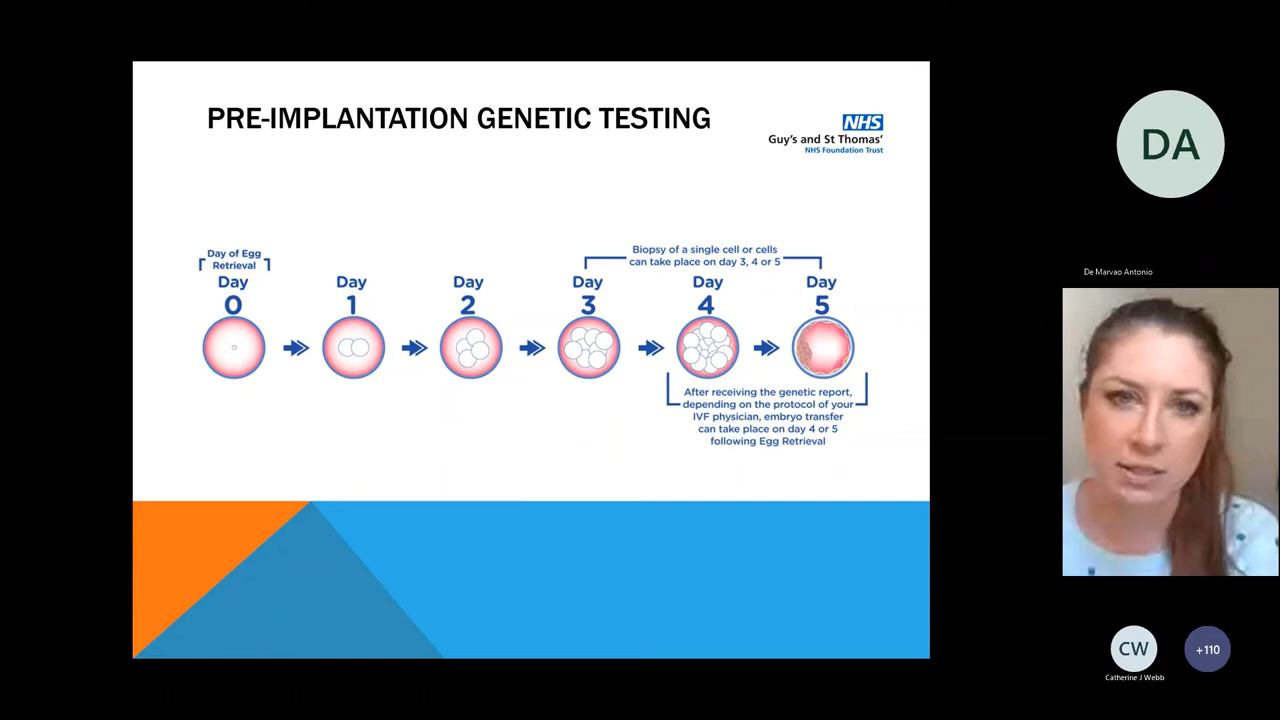 PRE-IMPLANTATION GENETIC TESTING
NHS
Guy's and St Thomas'
NHS Foundation Trust
Day of Egg
Retrieval
Biopsy of a single cell or cells
can take place on day 3, 4 or 5
Day
0
Day
1
Day
2
Day
3
Day
4
Day
5
After receiving the genetic report,
depending on the protocol of your
IVF physician, embryo transfer
can take place on day 4 or 5
following Egg Retrieval
DA
De Marvao Antonio
CW
Catherine J Webb
+110